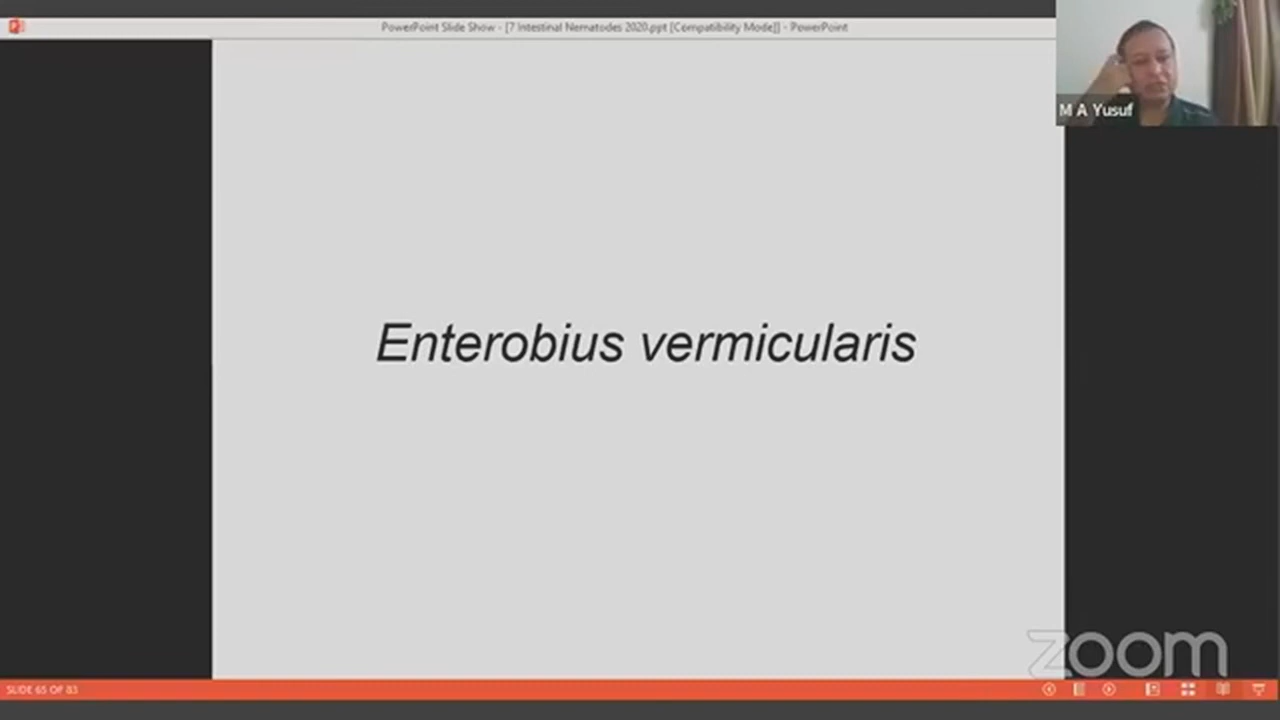 PowerPoint Slide Show - [7 Intestinal Nematodes 2020.ppt [Compatibility Mode]] - PowerPoint
M A Yusuf
Enterobius vermicularis
zoom
SLIDE 65 OF 83